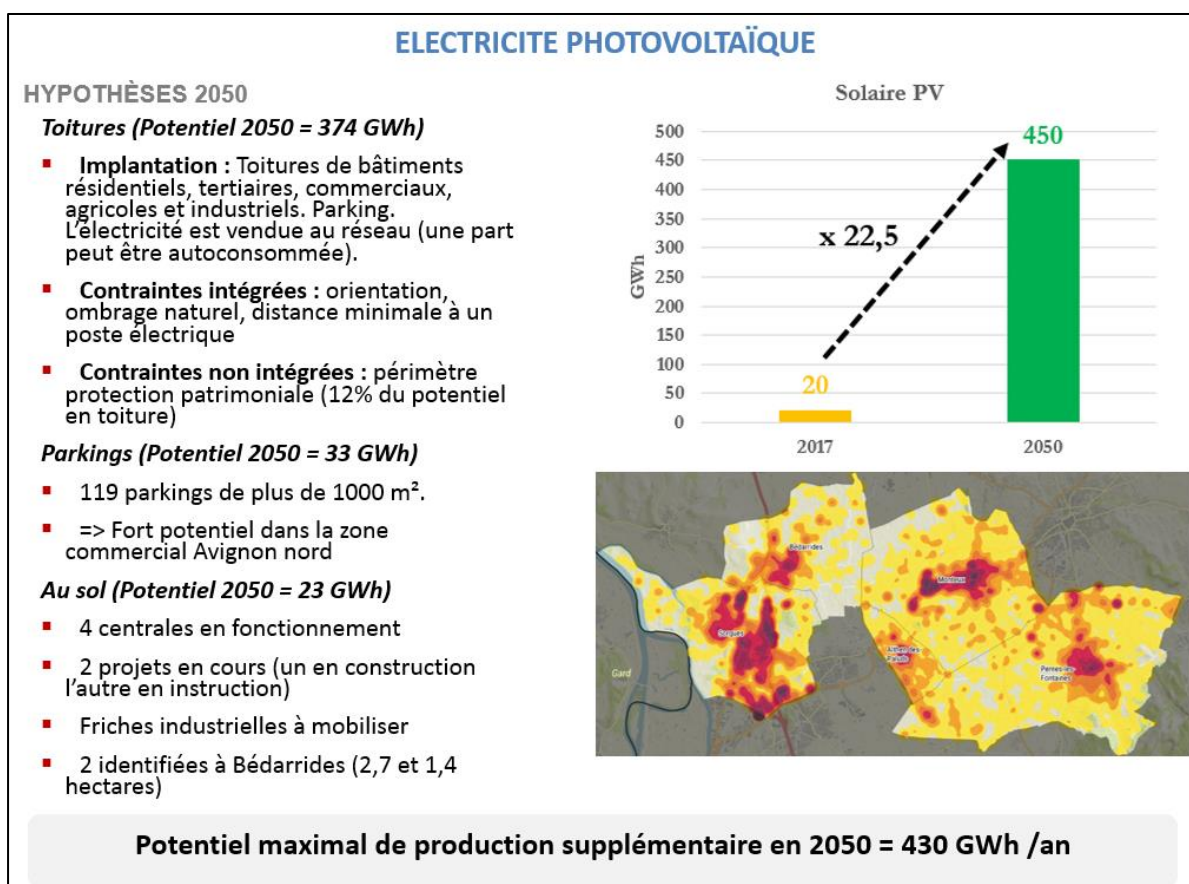 ELECTRICITE PHOTOVOLTAÏQUE
HYPOTHÈSES 2050
Toitures (Potentiel 2050 = 374 GWh)
▪ Implantation : Toitures de bâtiments
résidentiels, tertiaires, commerciaux,
agricoles et industriels. Parking.
L’électricité est vendue au réseau (une part
peut être autoconsommée).
▪ Contraintes intégrées : orientation,
ombrage naturel, distance minimale à un
poste électrique
▪ Contraintes non intégrées : périmètre
protection patrimoniale (12% du potentiel
en toiture)
Parkings (Potentiel 2050 = 33 GWh)
▪ 119 parkings de plus de 1000 m².
▪ => Fort potentiel dans la zone
commercial Avignon nord
Au sol (Potentiel 2050 = 23 GWh)
▪ 4 centrales en fonctionnement
▪ 2 projets en cours (un en construction
l’autre en instruction)
▪ Friches industrielles à mobiliser
▪ 2 identifiées à Bédarrides (2,7 et 1,4
hectares)
Solaire PV
GWh
500
450
400
350
300
250
200
150
100
50
0
20
450
x 22,5
2017
2050
Bédarrides
Monteux
Sorgues
Althen des
Paluds
Pernes-les-
Fontaines
Gard
Potentiel maximal de production supplémentaire en 2050 = 430 GWh /an